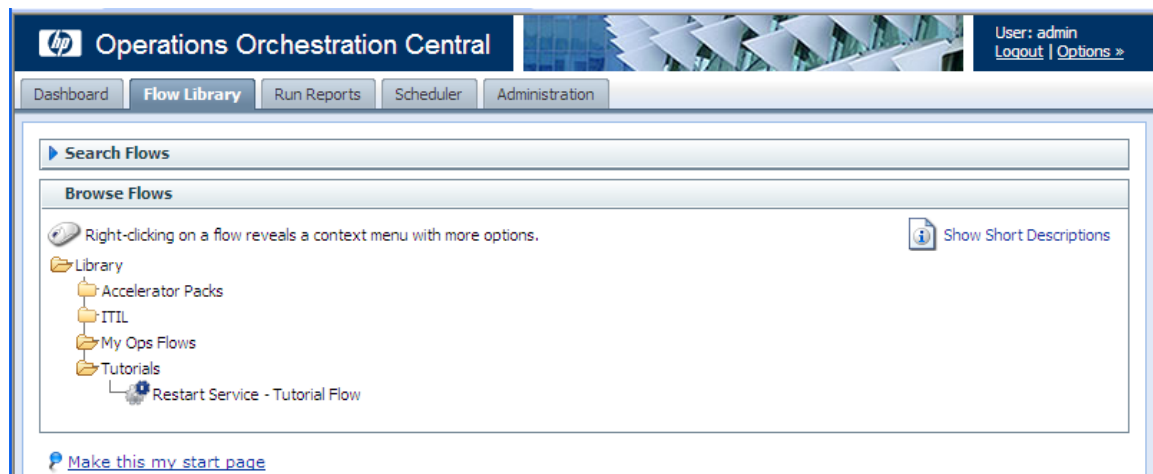 hp Operations Orchestration Central
User: admin
Logout | Options »
Dashboard Flow Library Run Reports Scheduler Administration
Search Flows
Browse Flows
Right-clicking on a flow reveals a context menu with more options.
Show Short Descriptions
Library
Accelerator Packs
ITIL
My Ops Flows
Tutorials
Restart Service - Tutorial Flow
Make this my start page